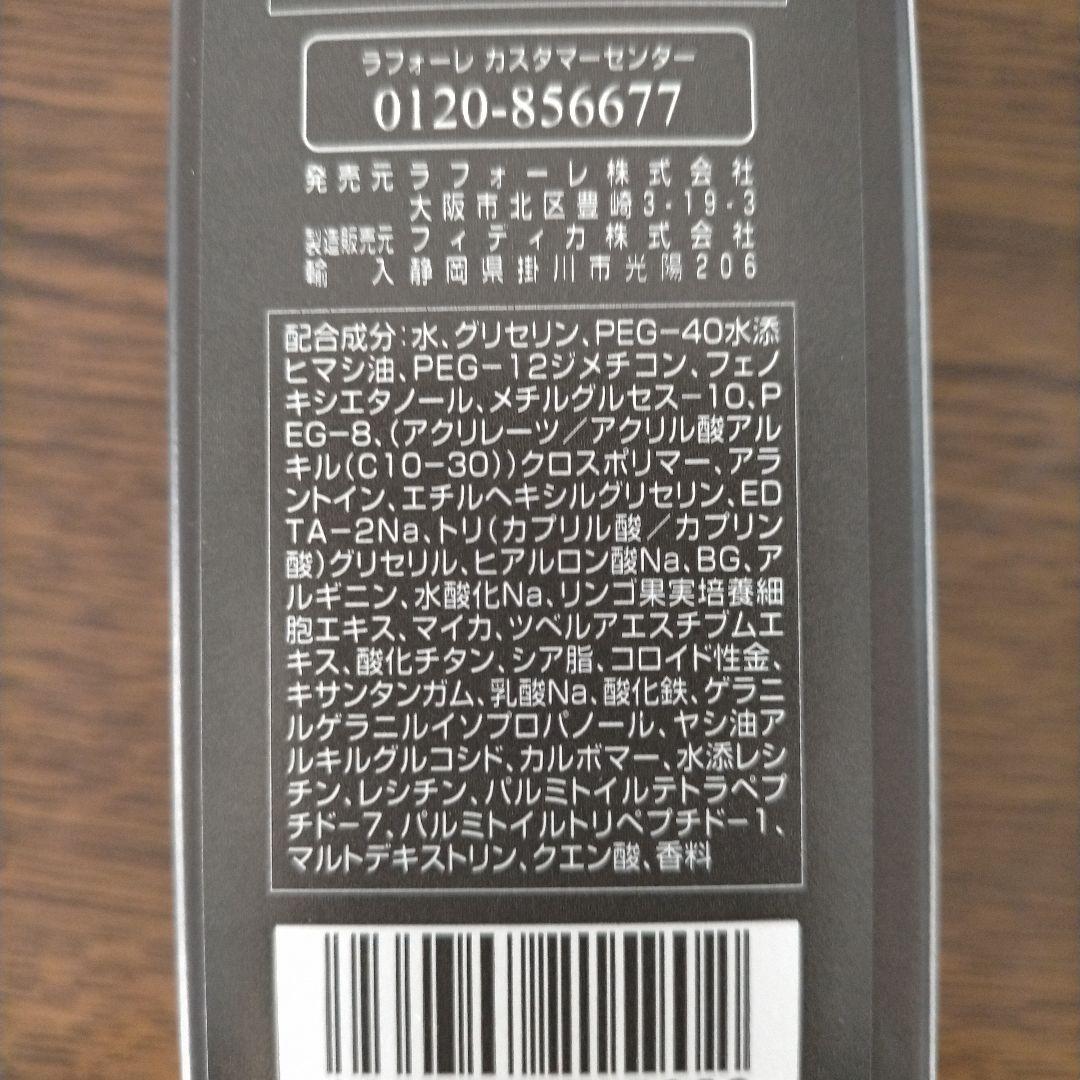 ラフォーレ カスタマーセンター
0120-856677
発売元 ラフォーレ株式会社
大阪市北区豊崎3-19-3
製造販売元 フィティカ株式会社
輸入 静岡県掛川市光陽206
配合成分:水、グリセリン、PEG-40水添
ヒマシ油、PEG-12ジメチコン、フェノ
キシエタノール、メチルグルセス-10、P
EG-8、(アクリレーツ/アクリル酸アル
キル(C10-30))クロスポリマー、アラ
ントイン、エチルヘキシルグリセリン、ED
TA-2Na、トリ(カプリル酸/カプリン
酸)グリセリル、ヒアルロン酸Na、BG、ア
ルギニン、水酸化Na、リンゴ果実培養細
胞エキス、マイカ、ツベルアエスチブムエ
キス、酸化チタン、シア脂、コロイド性金、
キサンタンガム、乳酸Na、酸化鉄、ゲラニ
ルゲラニルイソプロパノール、ヤシ油ア
ルキルグルコシド、カルボマー、水添レシ
チン、レシチン、パルミトイルテトラペプ
チド-7、パルミトイルトリペプチド-1、
マルトデキストリン、クエン酸、香料